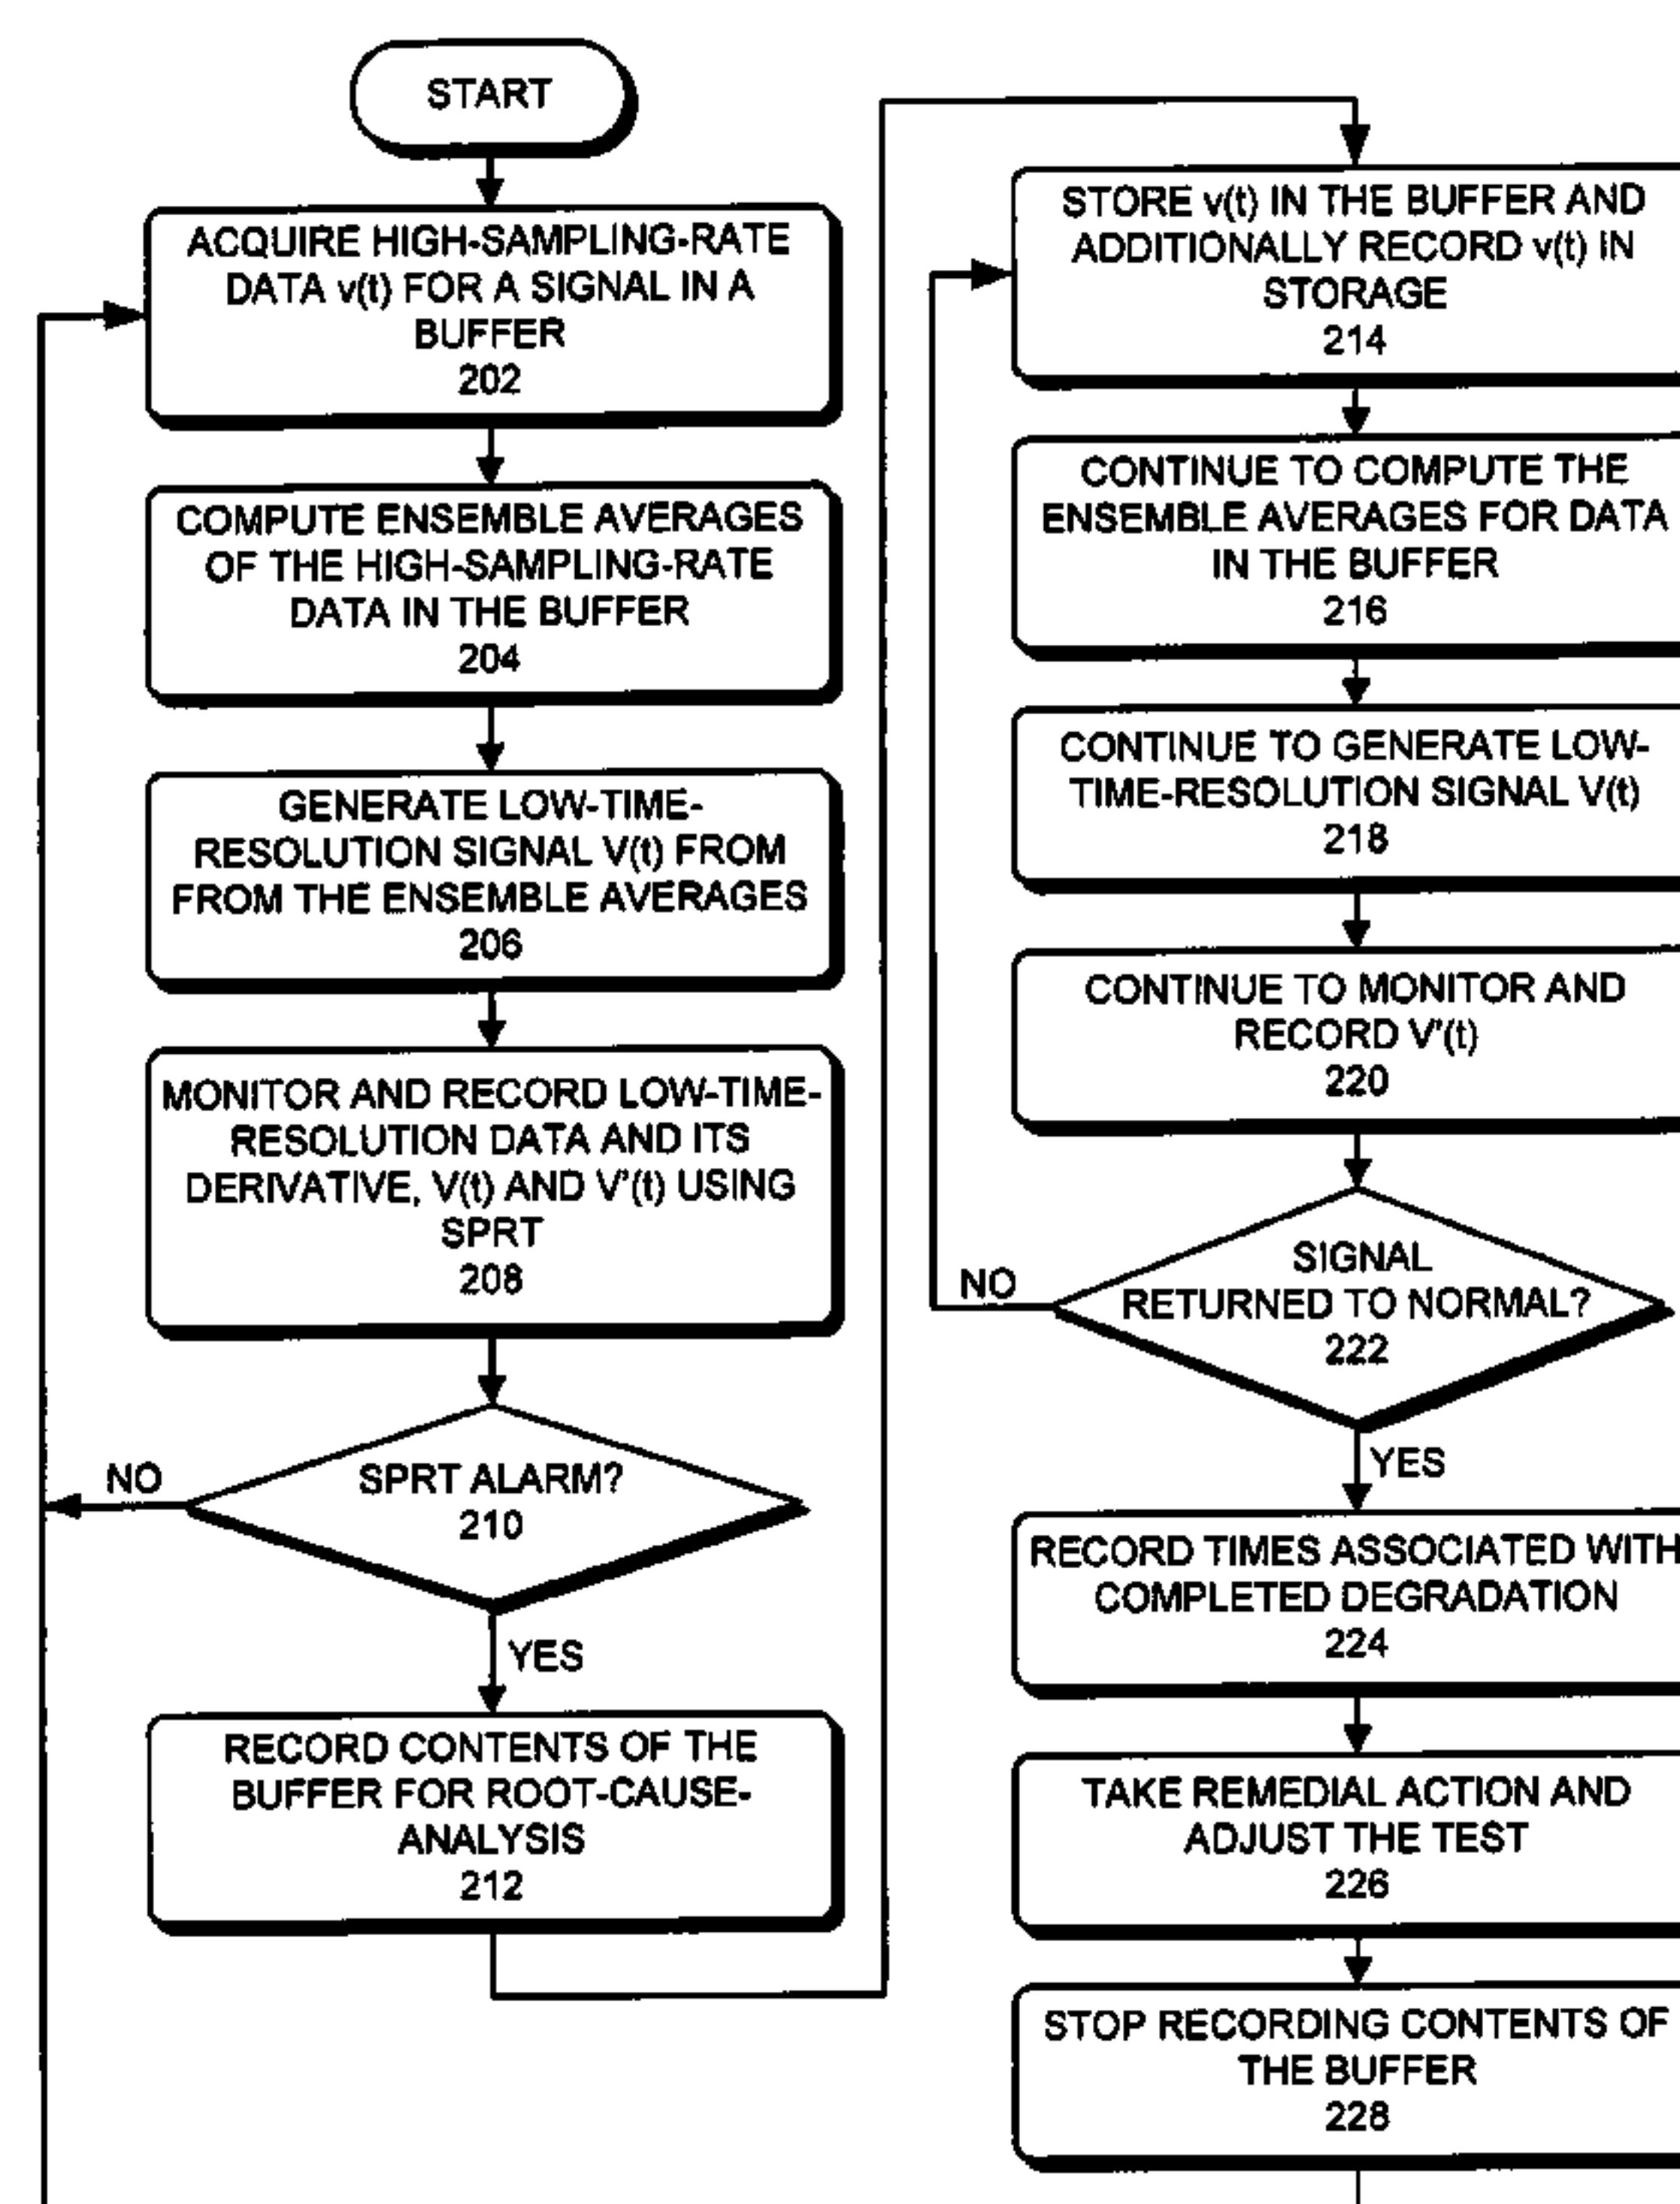 START
ACQUIRE HIGH-SAMPLING-RATE
DATA v(t) FOR A SIGNAL IN A
BUFFER
202
COMPUTE ENSEMBLE AVERAGES
OF THE HIGH-SAMPLING-RATE
DATA IN THE BUFFER
204
GENERATE LOW-TIME-
RESOLUTION SIGNAL V(t) FROM
FROM THE ENSEMBLE AVERAGES
206
MONITOR AND RECORD LOW-TIME-
RESOLUTION DATA AND ITS
DERIVATIVE, V(t) AND V'(t) USING
SPRT
208
NO
SPRT ALARM?
210
YES
RECORD CONTENTS OF THE
BUFFER FOR ROOT-CAUSE-
ANALYSIS
212
STORE v(t) IN THE BUFFER AND
ADDITIONALLY RECORD v(t) IN
STORAGE
214
CONTINUE TO COMPUTE THE
ENSEMBLE AVERAGES FOR DATA
IN THE BUFFER
216
CONTINUE TO GENERATE LOW-
TIME-RESOLUTION SIGNAL V(t)
218
CONTINUE TO MONITOR AND
RECORD V'(t)
220
NO
SIGNAL
RETURNED TO NORMAL?
222
YES
RECORD TIMES ASSOCIATED WITH
COMPLETED DEGRADATION
224
TAKE REMEDIAL ACTION AND
ADJUST THE TEST
226
STOP RECORDING CONTENTS OF
THE BUFFER
228